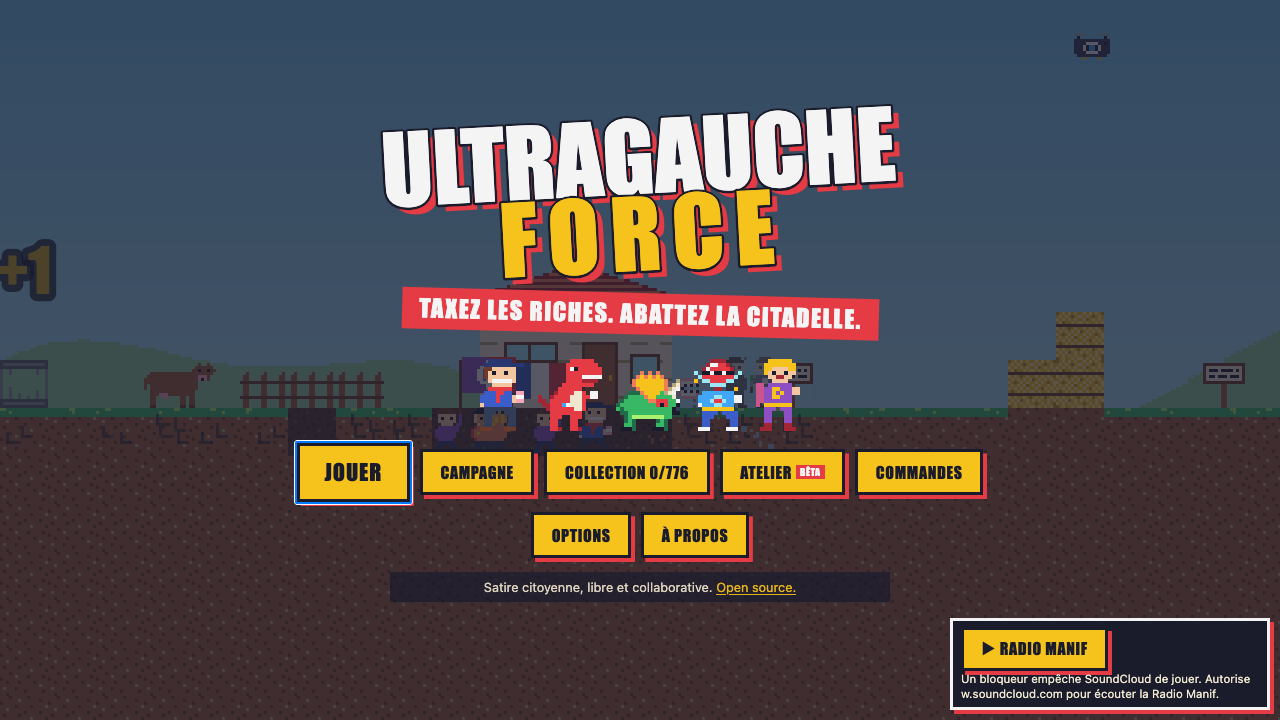 ULTRAGAUCHE
FORCE
+1
TAXEZ LES RICHES. ABATTEZ LA CITADELLE.
JOUER
CAMPAGNE
COLLECTION 0/776
ATELIER BÊTA
COMMANDES
OPTIONS
À PROPOS
Satire citoyenne, libre et collaborative. Open source.
▶ RADIO MANIF
Un bloqueur empêche SoundCloud de jouer. Autorise
w.soundcloud.com pour écouter la Radio Manif.